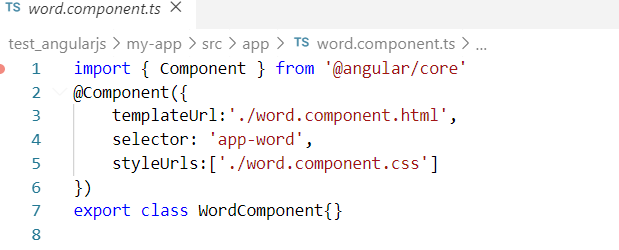 TS word.component.ts ×
test_angularjs > my-app > src > app > TS word.component.ts > ...
1 import { Component } from '@angular/core'
2 @Component({
3     templateUrl:'./word.component.html',
4     selector: 'app-word',
5     styleUrls:['./word.component.css']
6 })
7 export class WordComponent{}
8